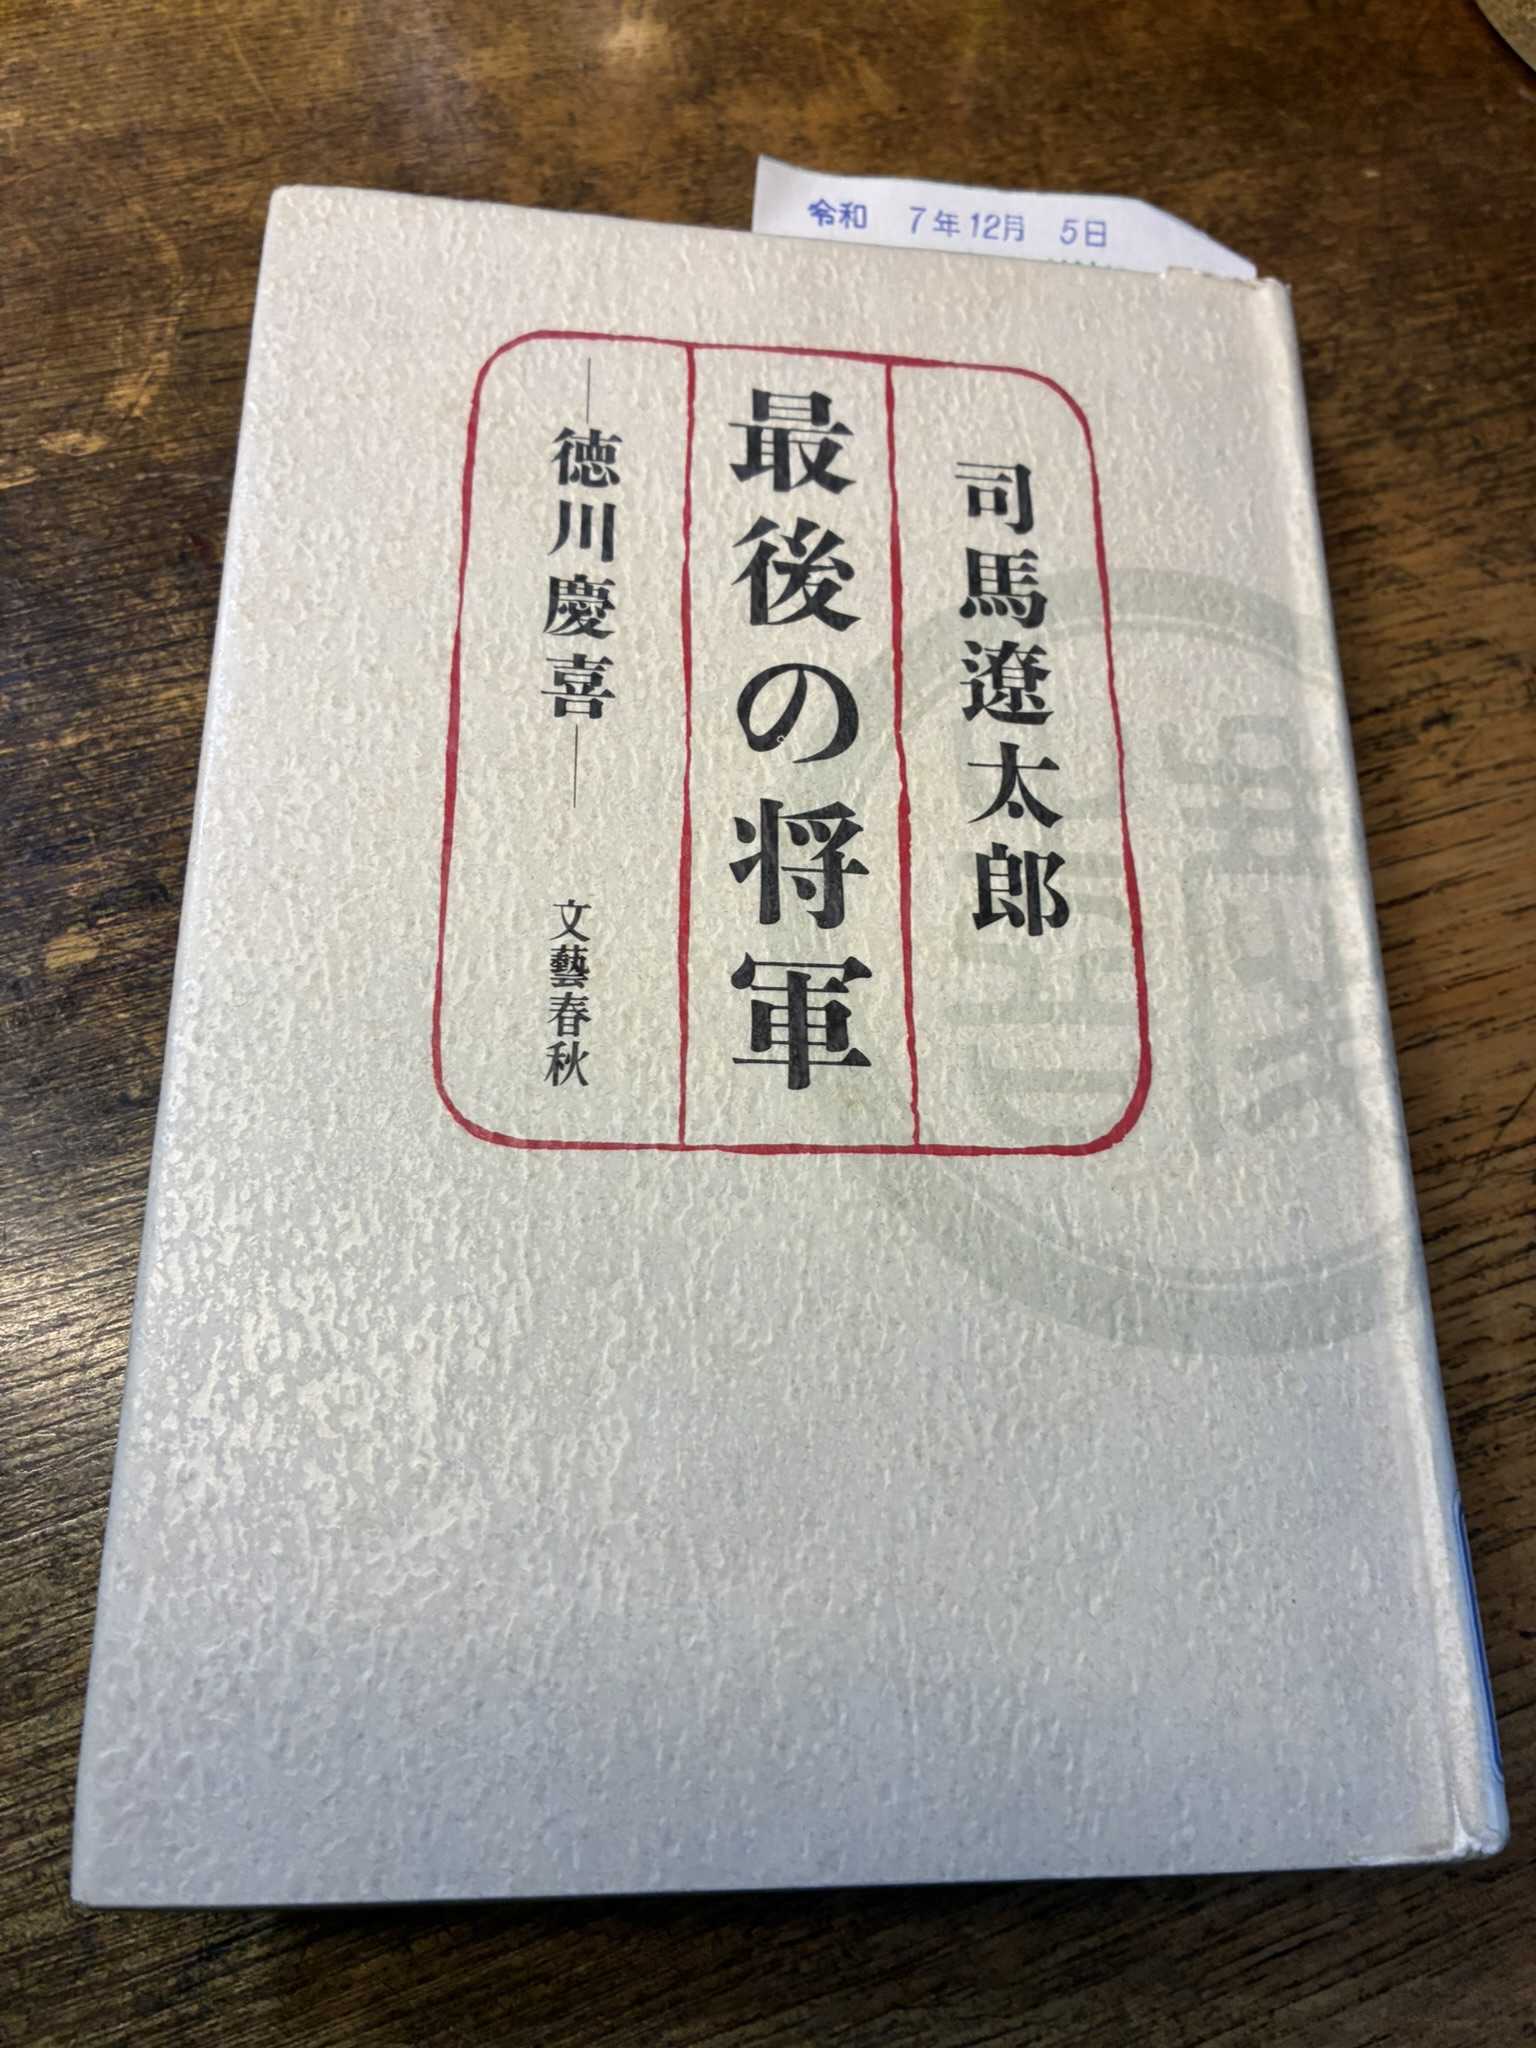 令和 7年12月 5日
司馬遼太郎
最後の将軍
―徳川慶喜―
文藝春秋